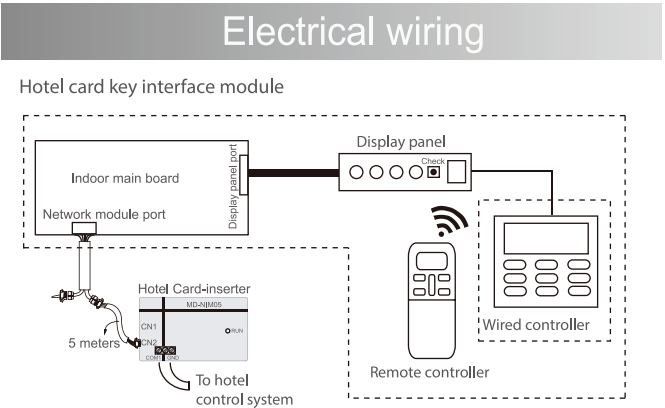 Electrical wiring
Hotel card key interface module
Display panel
Check
Display panel port
Indoor main board
Network module port
Hotel Card-inserter
MD-NIM05
CN1
RUN
5 meters
CN2
COM1 GND
To hotel
control system
Wired controller
Remote controller